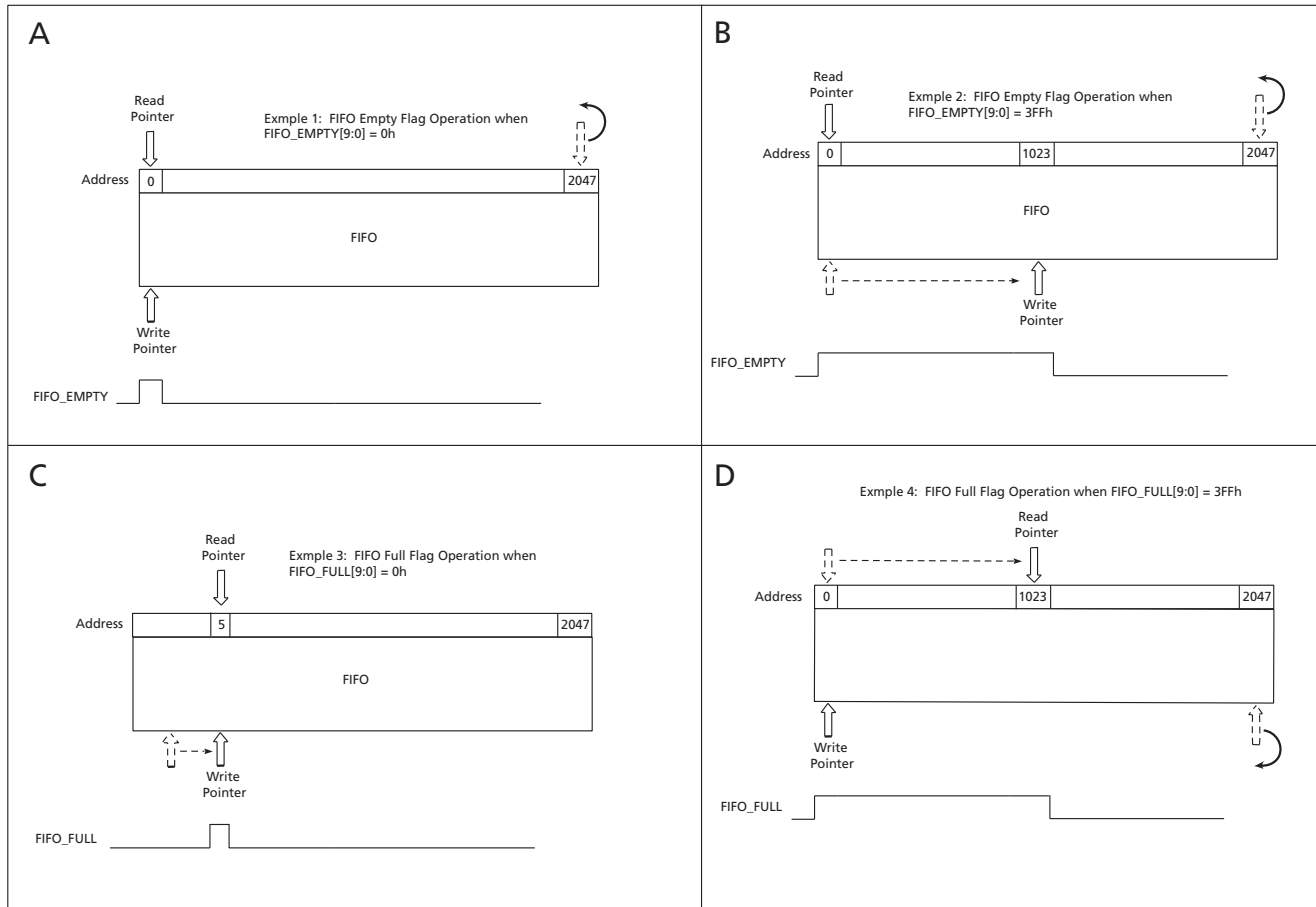 A
Read
Pointer
Exmple 1: FIFO Empty Flag Operation when
FIFO_EMPTY[9:0] = 0h
Address
0
2047
FIFO
Write
Pointer
FIFO_EMPTY
B
Read
Pointer
Exmple 2: FIFO Empty Flag Operation when
FIFO_EMPTY[9:0] = 3FFh
Address
0
1023
2047
FIFO
Write
Pointer
FIFO_EMPTY
C
Read
Pointer
Exmple 3: FIFO Full Flag Operation when
FIFO_FULL[9:0] = 0h
Address
5
2047
FIFO
Write
Pointer
FIFO_FULL
D
Exmple 4: FIFO Full Flag Operation when FIFO_FULL[9:0] = 3FFh
Read
Pointer
Address
0
1023
2047
Write
Pointer
FIFO_FULL